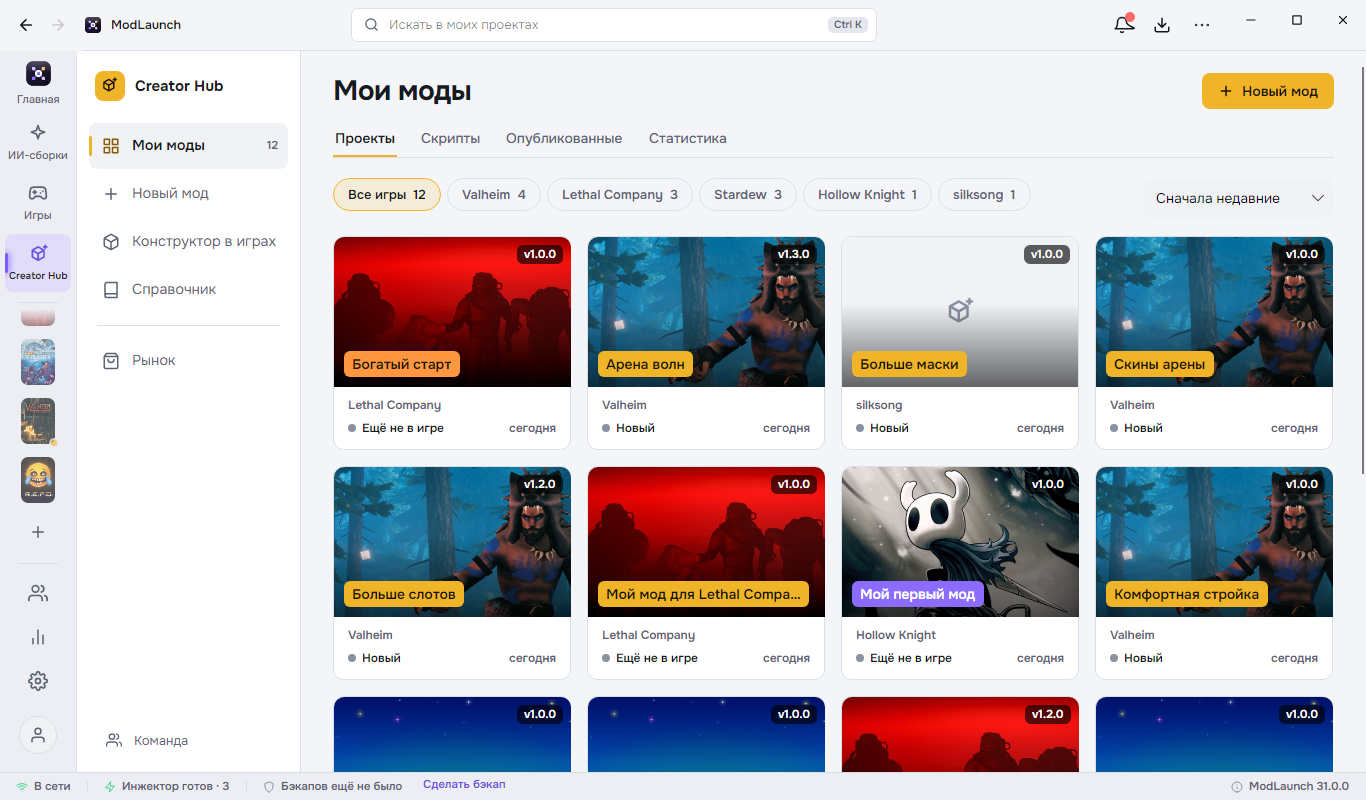 ModLaunch
Искать в моих проектах
Ctrl K
Главная
ИИ-сборки
Игры
Creator Hub
VALHEIM
R.E.P.O.
Creator Hub
Мои моды 12
Новый мод
Конструктор в играх
Справочник
Рынок
Команда
Мои моды
Новый мод
Проекты Скрипты Опубликованные Статистика
Все игры 12 Valheim 4 Lethal Company 3 Stardew 3 Hollow Knight 1 silksong 1
Сначала недавние
v1.0.0
Богатый старт
Lethal Company
Ещё не в игре сегодня
v1.3.0
Арена волн
Valheim
Новый сегодня
v1.0.0
Больше маски
silksong
Новый сегодня
v1.0.0
Скины арены
Valheim
Новый сегодня
v1.2.0
Больше слотов
Valheim
Новый сегодня
v1.0.0
Мой мод для Lethal Compa...
Lethal Company
Ещё не в игре сегодня
v1.0.0
Мой первый мод
Hollow Knight
Ещё не в игре сегодня
v1.0.0
Комфортная стройка
Valheim
Новый сегодня
v1.0.0
v1.0.0
v1.2.0
v1.0.0
В сети
Инжектор готов · 3
Бэкапов ещё не было
Сделать бэкап
ModLaunch 31.0.0